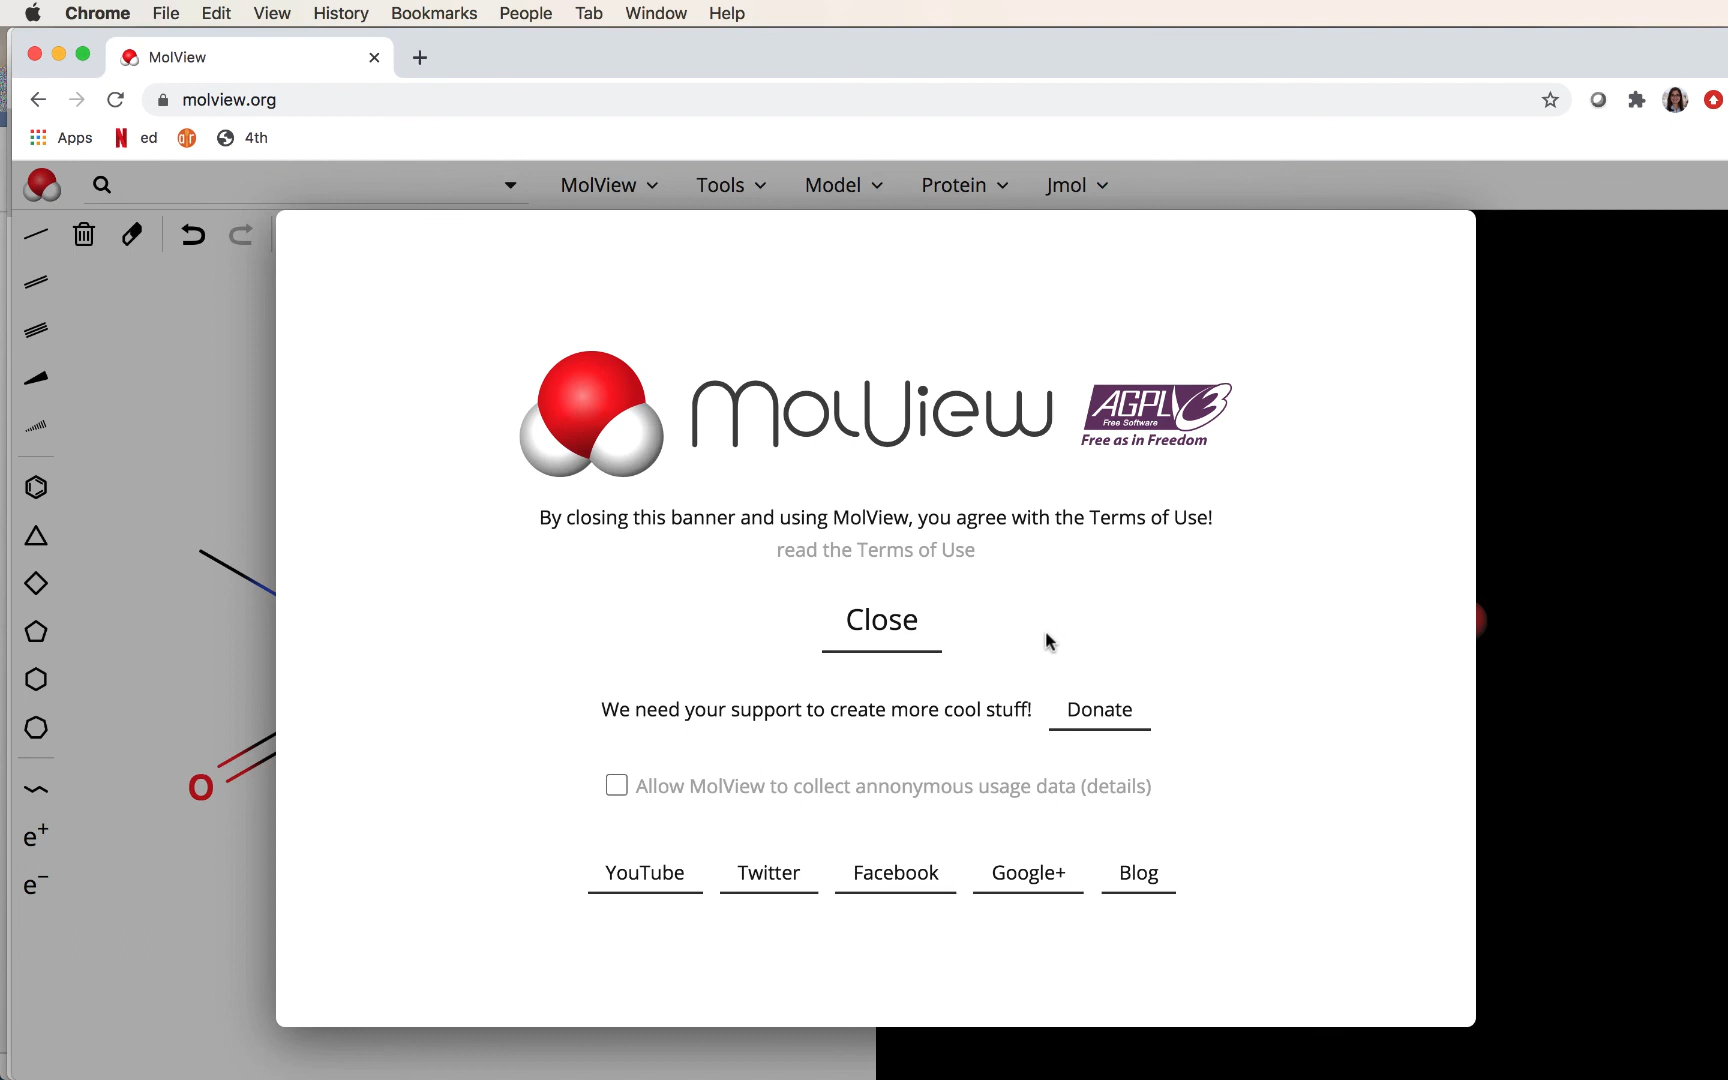 Chrome File Edit View History Bookmarks People Tab Window Help
MolView
molview.org
Apps ed 4th
MolView Tools Model Protein Jmol
MolView AGPL 3
Free Software
Free as in Freedom
By closing this banner and using MolView, you agree with the Terms of Use!
read the Terms of Use
Close
We need your support to create more cool stuff! Donate
Allow MolView to collect annonymous usage data (details)
O
e+
e−
YouTube Twitter Facebook Google+ Blog